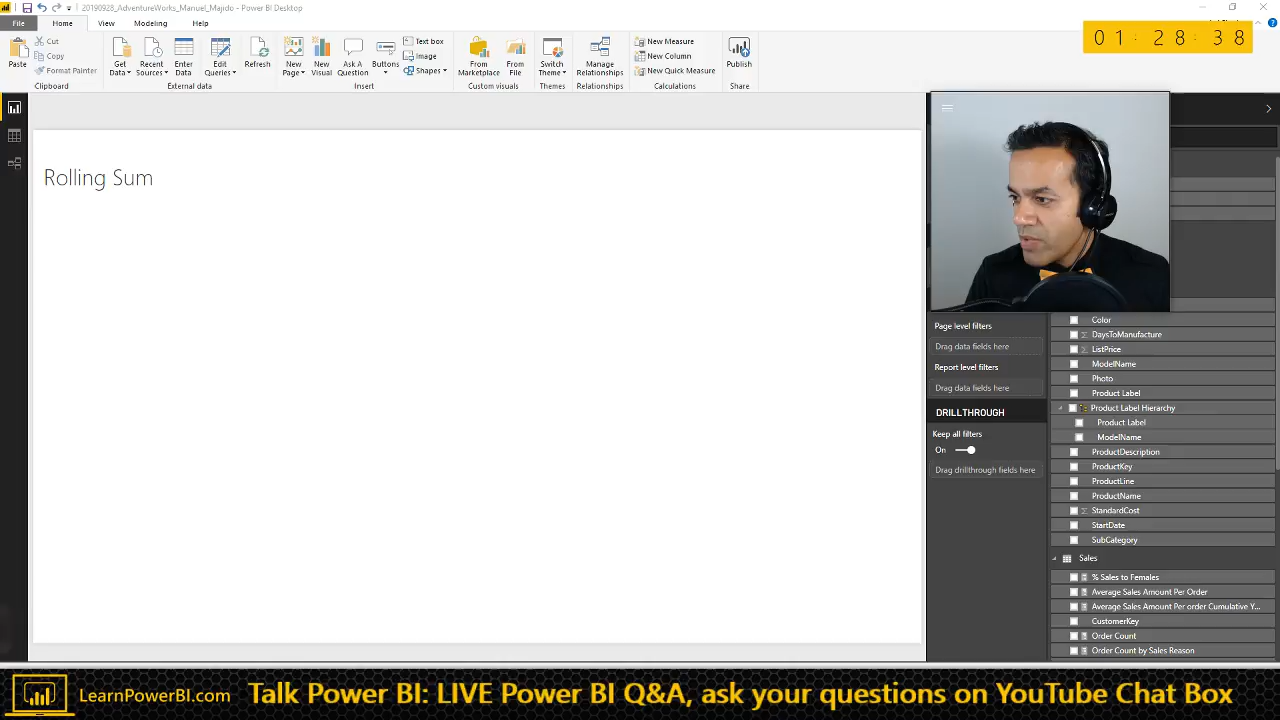 20190928_AdventureWorks_Manuel_Majido - Power BI Desktop
File
Home
View
Modeling
Help
Paste
Cut
Copy
Format Painter
Clipboard
Get Data
Recent Sources
Enter Data
Edit Queries
Refresh
External data
New Page
New Visual
Ask A Question
Buttons
Text box
Image
Shapes
Insert
From Marketplace
From File
Custom visuals
Switch Theme
Themes
Manage Relationships
Relationships
New Measure
New Column
New Quick Measure
Calculations
Publish
Share
01:28:38
Rolling Sum
Page level filters
Drag data fields here
Report level filters
Drag data fields here
DRILLTHROUGH
Keep all filters
On
Drag drillthrough fields here
Color
DaysToManufacture
ListPrice
ModelName
Photo
Product Label
Product Label Hierarchy
Product Label
ModelName
ProductDescription
ProductKey
ProductLine
ProductName
StandardCost
StartDate
SubCategory
Sales
% Sales to Females
Average Sales Amount Per Order
Average Sales Amount Per order Cumulative Y...
CustomerKey
Order Count
Order Count by Sales Reason
LearnPowerBI.com
Talk Power BI: LIVE Power BI Q&A, ask your questions on YouTube Chat Box